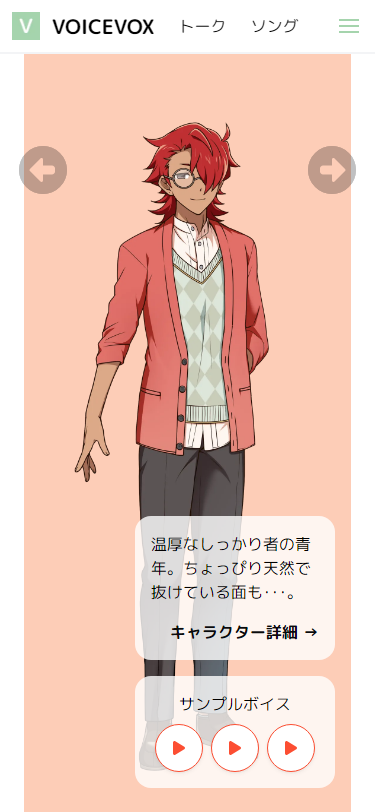 V VOICEVOX トーク ソング
温厚なしっかり者の青
年。ちょっぴり天然で
抜けている面も･･･。
キャラクター詳細 →
サンプルボイス